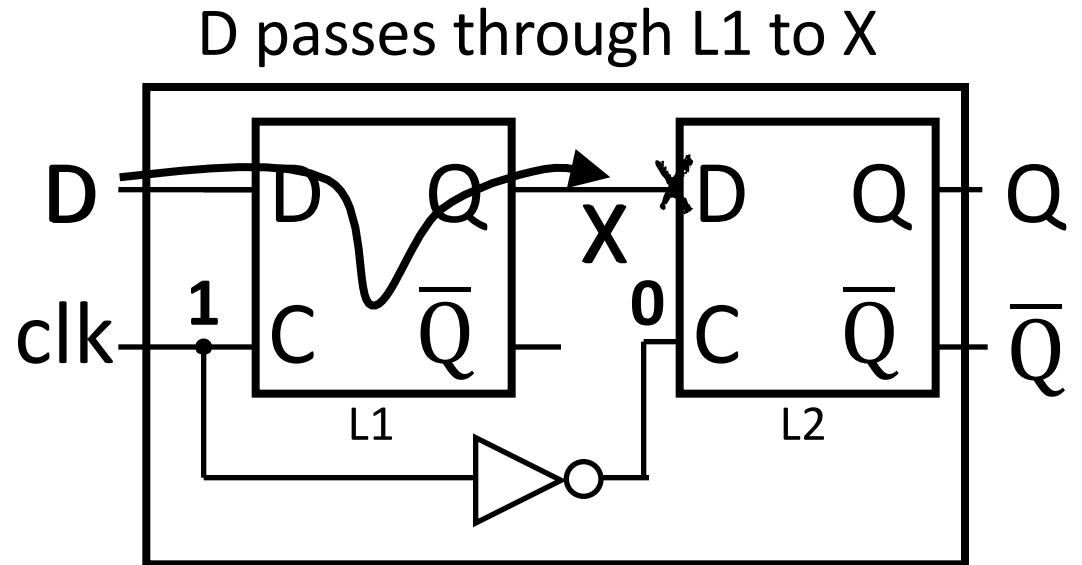 D passes through L1 to X
D D Q D Q Q
X
1 0
clk C Q̅ C Q̅ Q̅
L1 L2